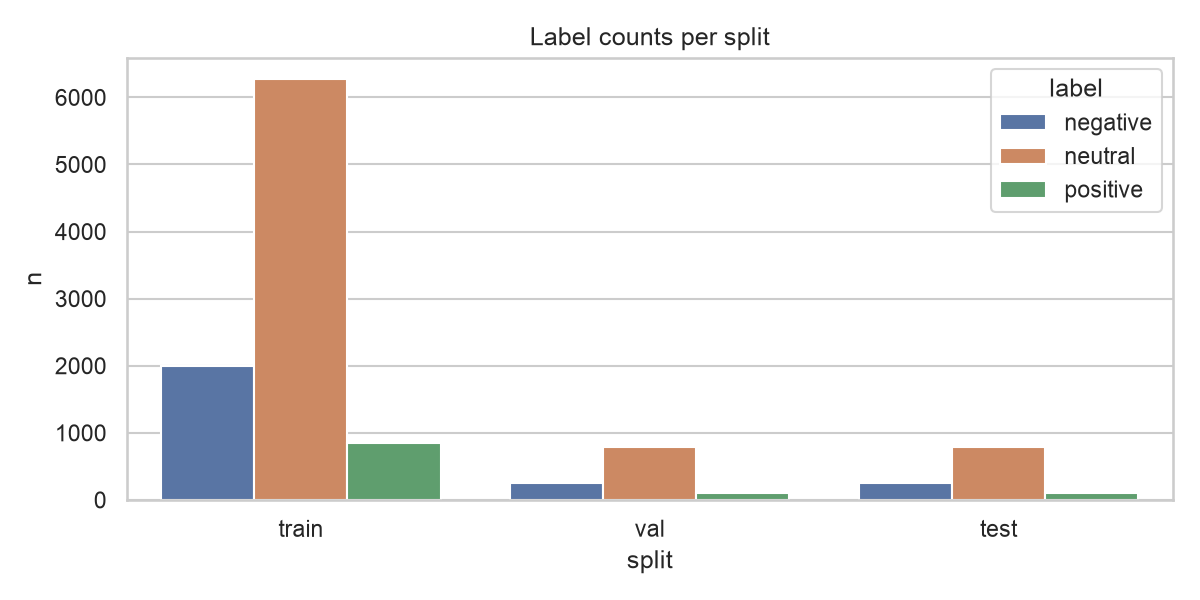 Label counts per split
label
negative
neutral
positive
6000
5000
4000
3000
2000
1000
0
n
train val test
split